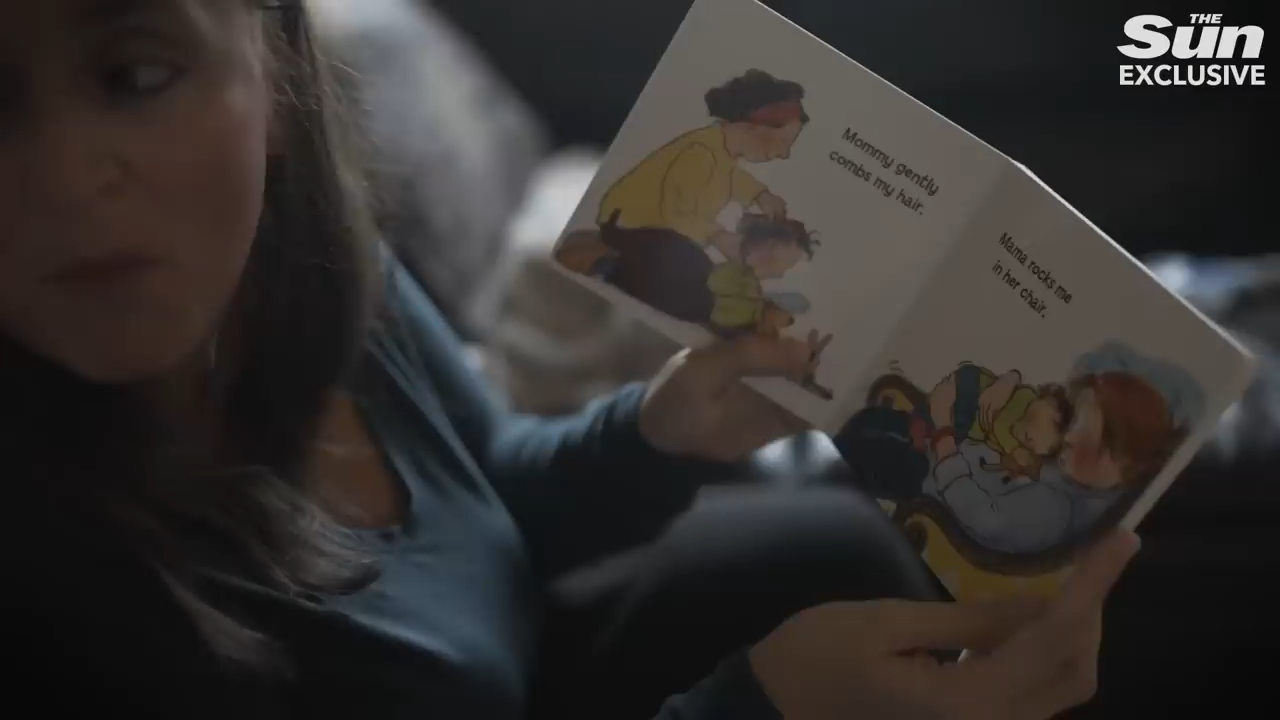 THE
Sun
EXCLUSIVE
Mommy gently
combs my hair.
Mama rocks me
in her chair.